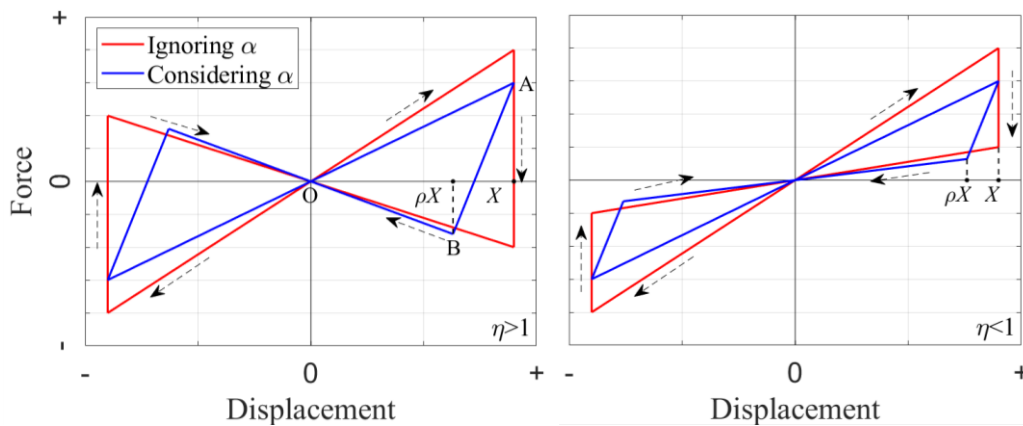 +
Ignoring α
Considering α
A
Force
0
O
ρX
X
B
η>1
-
-
0
+
Displacement
ρX
X
η<1
-
0
+
Displacement